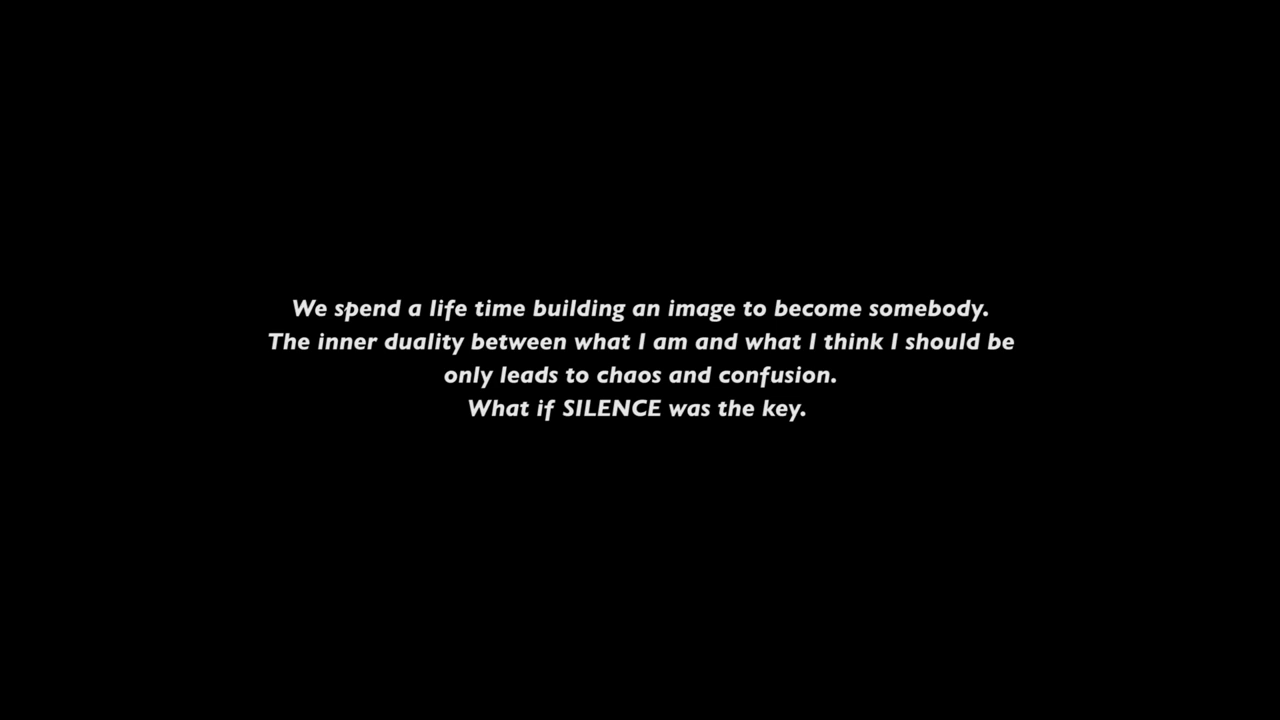 We spend a life time building an image to become somebody.
The inner duality between what I am and what I think I should be
only leads to chaos and confusion.
What if SILENCE was the key.